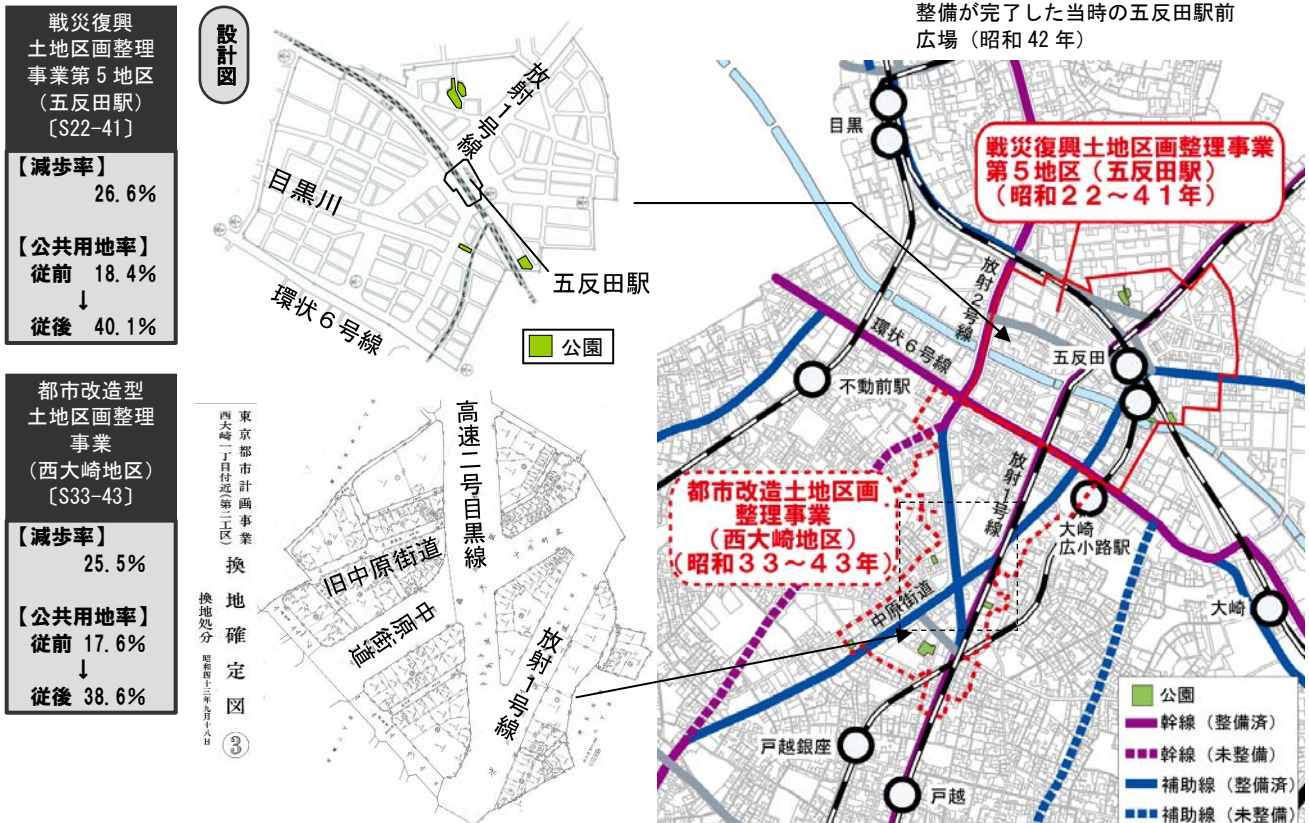 戦災復興
土地区画整理
事業第5地区
（五反田駅）
〔S22-41〕
【減歩率】
26.6%
【公共用地率】
従前 18.4%
↓
従後 40.1%
設計図
放射1号線
目黒川
五反田駅
環状6号線
公園
都市改造型
土地区画整理
事業
（西大崎地区）
〔S33-43〕
【減歩率】
25.5%
【公共用地率】
従前 17.6%
↓
従後 38.6%
東京都市計画事業
西大崎一丁目付近(第二工区)
換地確定図
換地処分 昭和四十三年九月十八日
③
高速二号目黒線
旧中原街道
中原街道
放射1号線
整備が完了した当時の五反田駅前
広場（昭和42年）
目黒
戦災復興土地区画整理事業
第5地区（五反田駅）
（昭和22～41年）
放射2号線
環状6号線
五反田
不動前駅
放射1号線
都市改造土地区画
整理事業
（西大崎地区）
（昭和33～43年）
大崎
広小路駅
中原街道
大崎
戸越銀座
戸越
公園
幹線（整備済）
幹線（未整備）
補助線（整備済）
補助線（未整備）